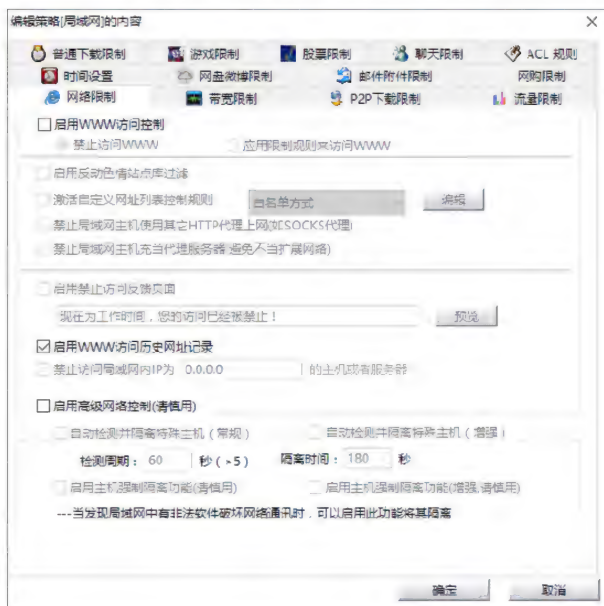 编辑策略[局域网]的内容
普通下载限制 游戏限制 股票限制 聊天限制 ACL 规则
时间设置 网盘微博限制 邮件附件限制 网购限制
网络限制 带宽限制 P2P下载限制 流量限制
启用WWW访问控制
禁止访问WWW 应用限制规则来访问WWW
启用反动色情站点库过滤
激活自定义网址列表控制规则 白名单方式 编辑
禁止局域网主机使用其它HTTP代理上网(如SOCKS代理)
禁止局域网主机充当代理服务器(避免不当扩展网络)
启用禁止访问反馈页面
现在为工作时间，您的访问已经被禁止！ 预览
启用WWW访问历史网址记录
禁止访问局域网内IP为 0.0.0.0 的主机或者服务器
启用高级网络控制(请慎用)
自动检测并隔离特殊主机（常规） 自动检测并隔离特殊主机（增强）
检测周期：60 秒（>5） 隔离时间：180 秒
启用主机强制隔离功能(请慎用) 启用主机强制隔离功能(增强,请慎用)
---当发现局域网中有非法软件破坏网络通讯时，可以启用此功能将其隔离
确定 取消